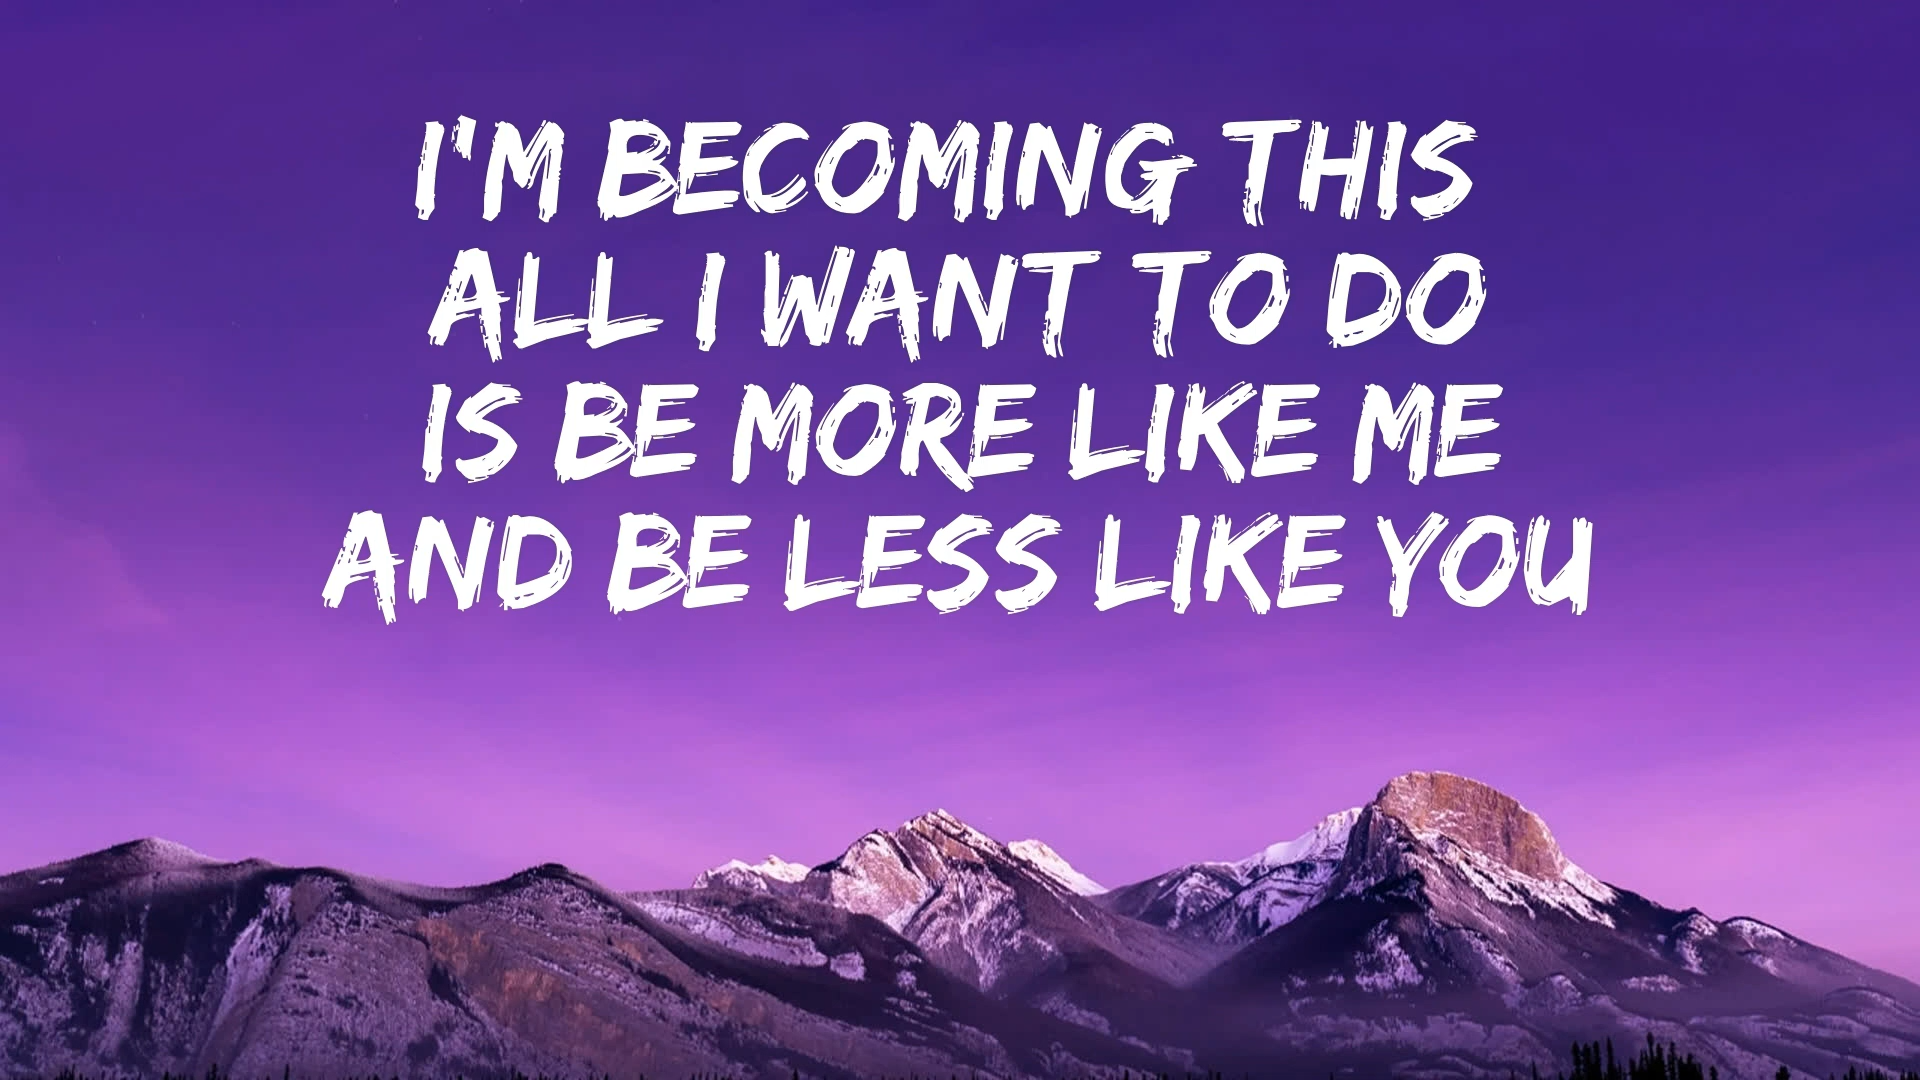 I'M BECOMING THIS
ALL I WANT TO DO
IS BE MORE LIKE ME
AND BE LESS LIKE YOU